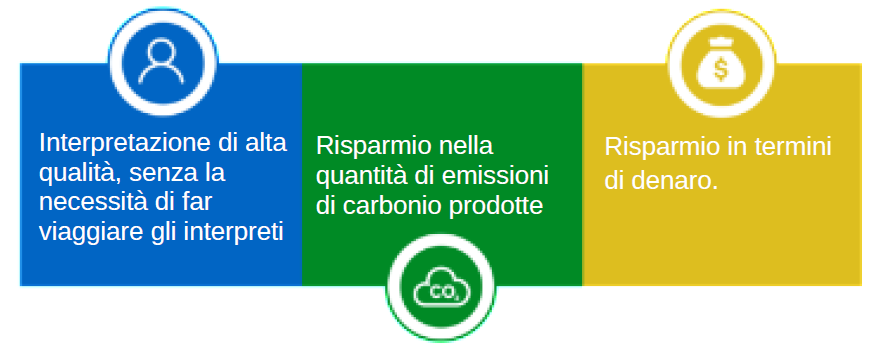 Interpretazione di alta
qualità, senza la
necessità di far
viaggiare gli interpreti
Risparmio nella
quantità di emissioni
di carbonio prodotte
CO₂
Risparmio in termini
di denaro.
$